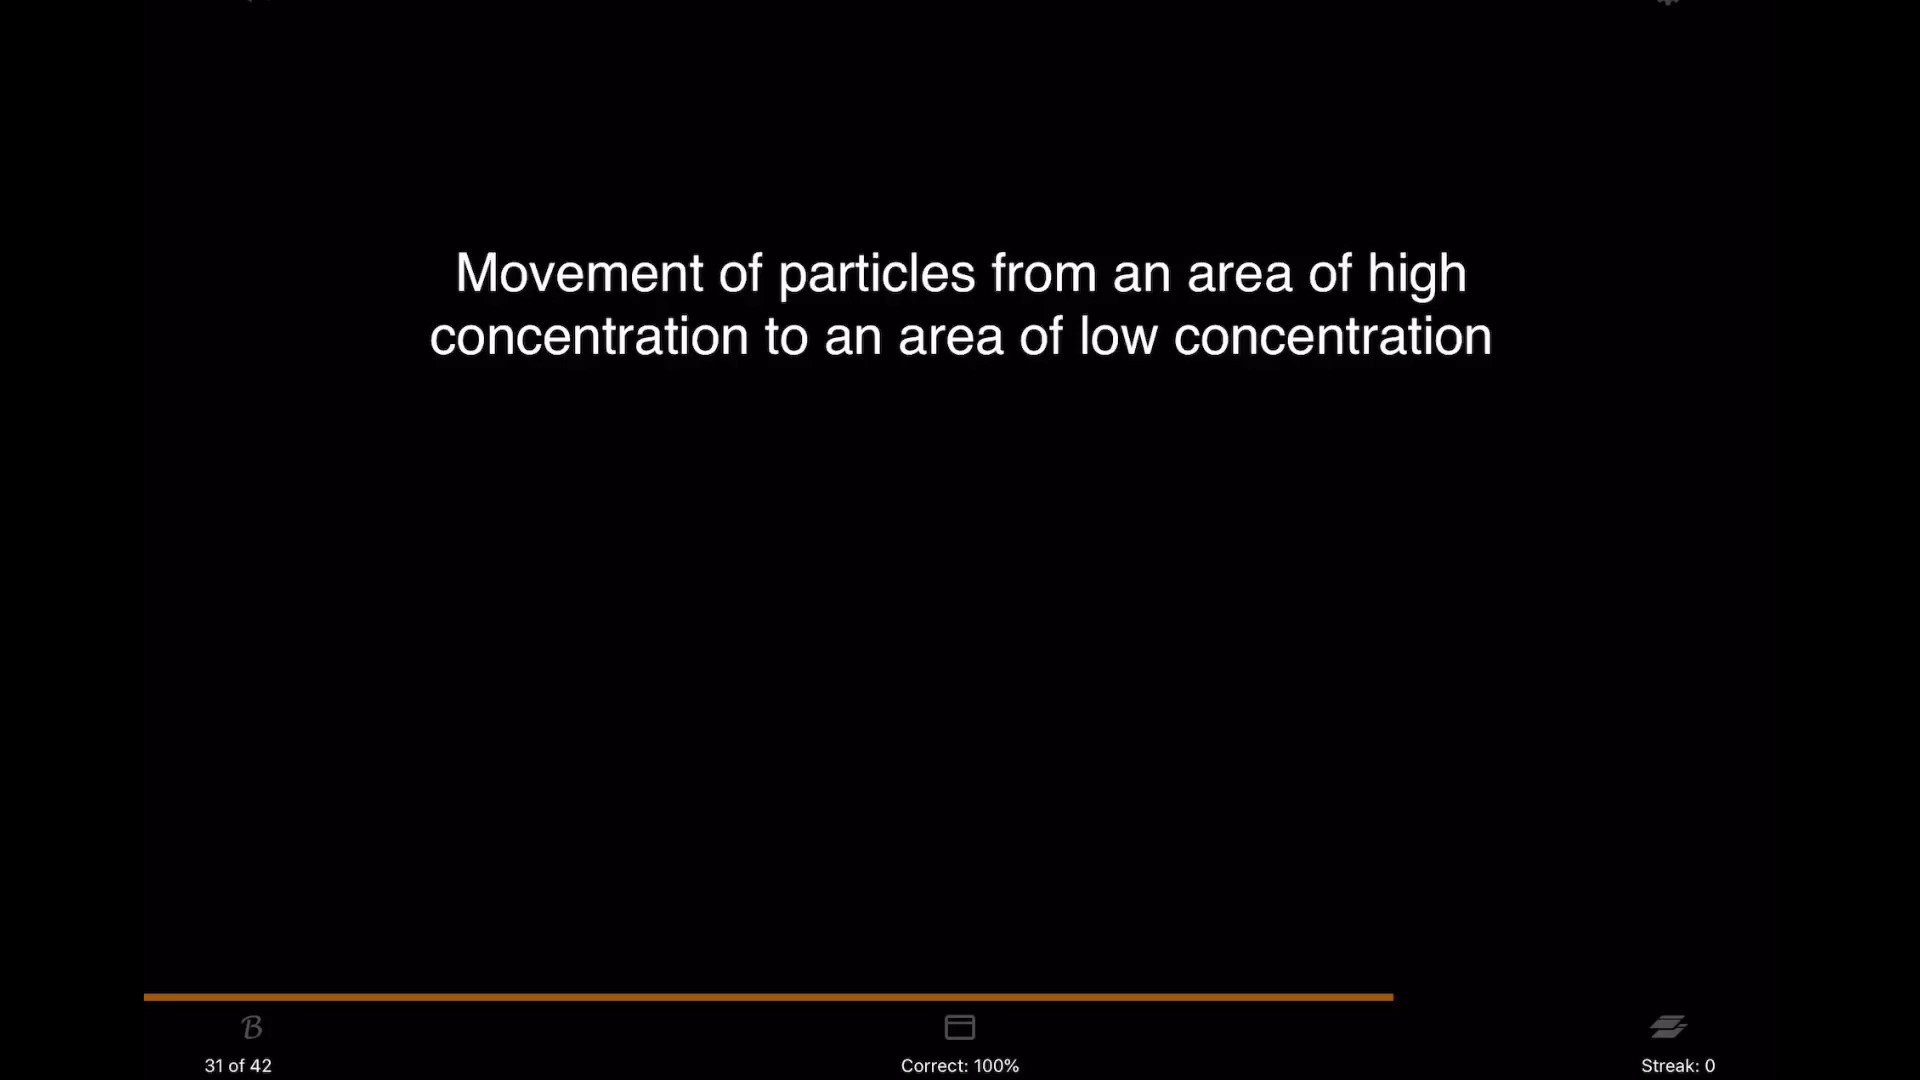 Movement of particles from an area of high
concentration to an area of low concentration
B
31 of 42
Correct: 100%
Streak: 0